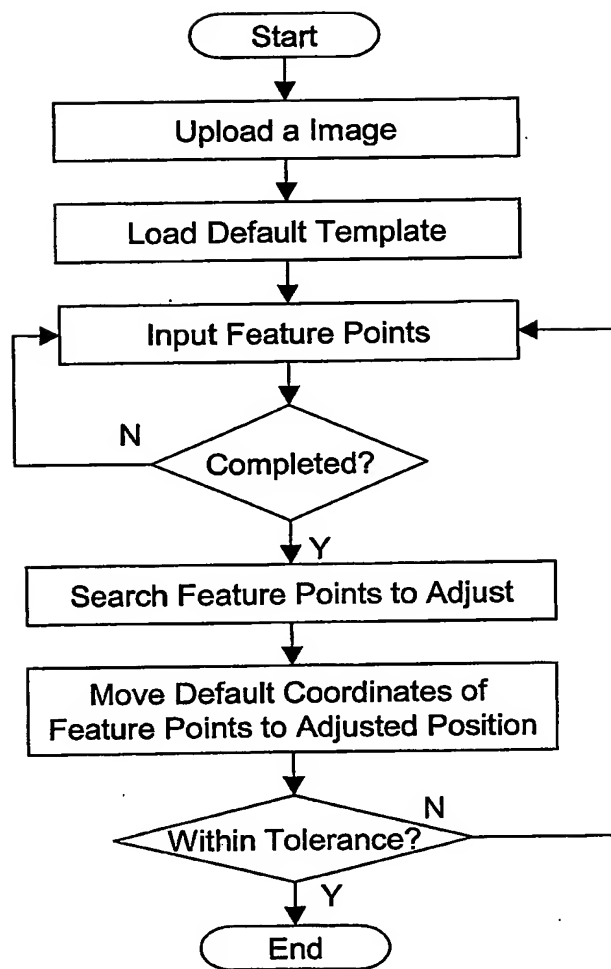 Start
Upload a Image
Load Default Template
Input Feature Points
N
Completed?
Y
Search Feature Points to Adjust
Move Default Coordinates of
Feature Points to Adjusted Position
N
Within Tolerance?
Y
End